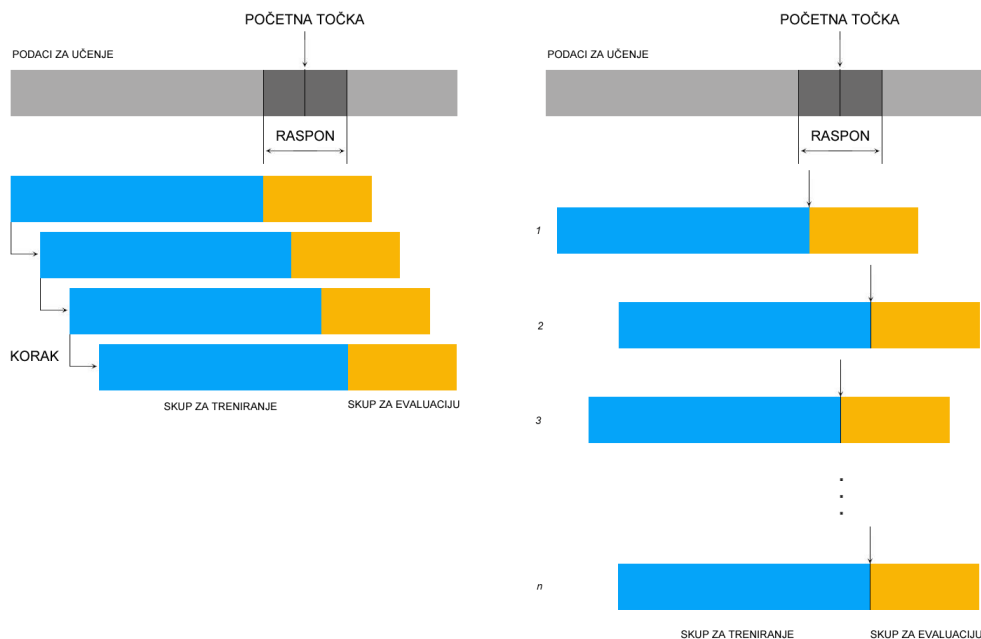 POČETNA TOČKA
PODACI ZA UČENJE
RASPON
KORAK
SKUP ZA TRENIRANJE
SKUP ZA EVALUACIJU
POČETNA TOČKA
PODACI ZA UČENJE
RASPON
1
2
3
n
SKUP ZA TRENIRANJE
SKUP ZA EVALUACIJU